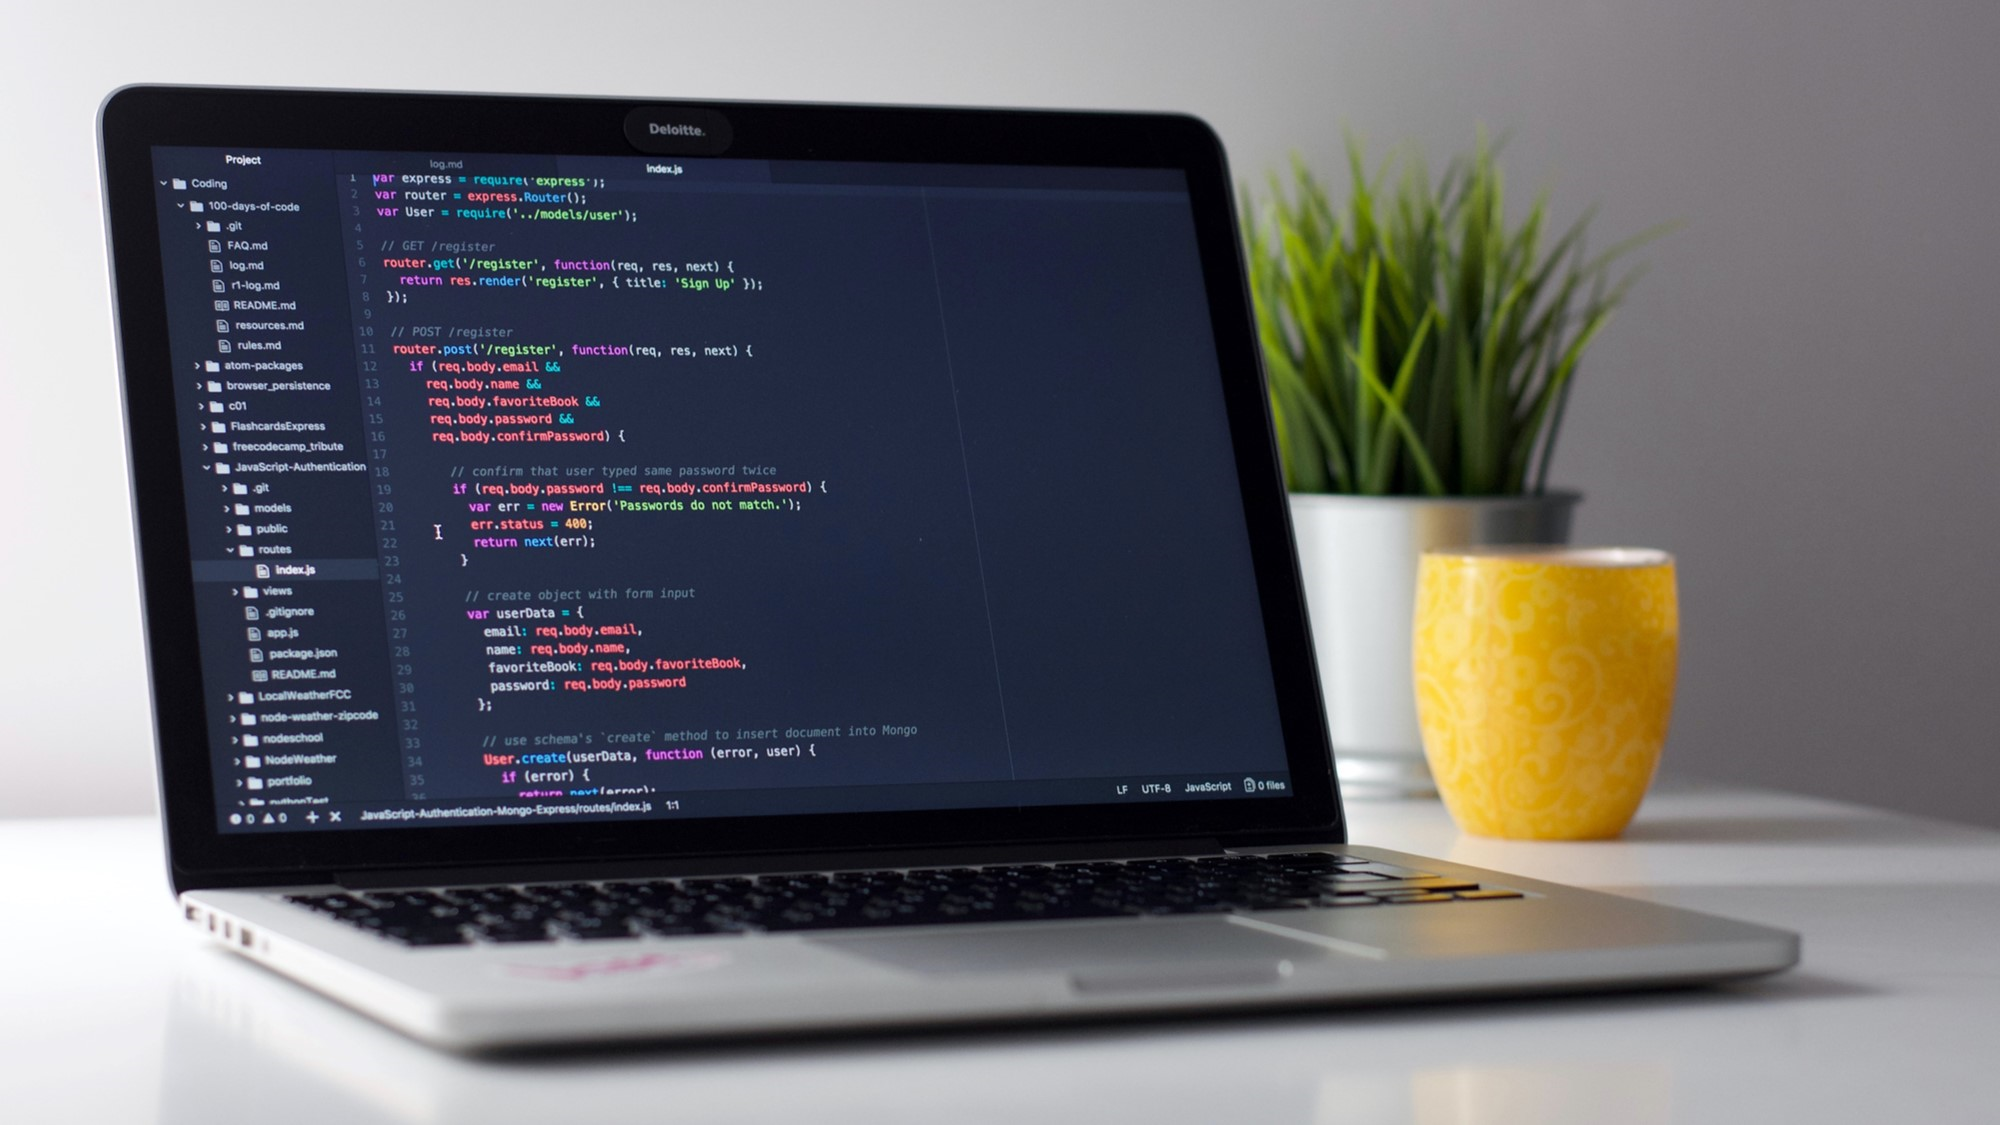 Deloitte.
Project
Coding
100-days-of-code
.git
FAQ.md
log.md
r1-log.md
README.md
resources.md
rules.md
atom-packages
browser_persistence
c01
FlashcardsExpress
freecodecamp_tribute
JavaScript-Authentication
.git
models
public
routes
index.js
views
.gitignore
app.js
package.json
README.md
LocalWeatherFCC
node-weather-zipcode
nodeschool
NodeWeather
portfolio
pythonTest
log.md
index.js
1 var express = require('express');
2 var router = express.Router();
3 var User = require('../models/user');
4
5 // GET /register
6 router.get('/register', function(req, res, next) {
7 return res.render('register', { title: 'Sign Up' });
8 });
9
10 // POST /register
11 router.post('/register', function(req, res, next) {
12 if (req.body.email &&
13 req.body.name &&
14 req.body.favoriteBook &&
15 req.body.password &&
16 req.body.confirmPassword) {
17
18 // confirm that user typed same password twice
19 if (req.body.password !== req.body.confirmPassword) {
20 var err = new Error('Passwords do not match.');
21 err.status = 400;
22 return next(err);
23 }
24
25 // create object with form input
26 var userData = {
27 email: req.body.email,
28 name: req.body.name,
29 favoriteBook: req.body.favoriteBook,
30 password: req.body.password
31 };
32
33 // use schema's `create` method to insert document into Mongo
34 User.create(userData, function (error, user) {
35 if (error) {
36 return next(error);
0 0 + × JavaScript-Authentication-Mongo-Express/routes/index.js 1:1
LF UTF-8 JavaScript 0 files